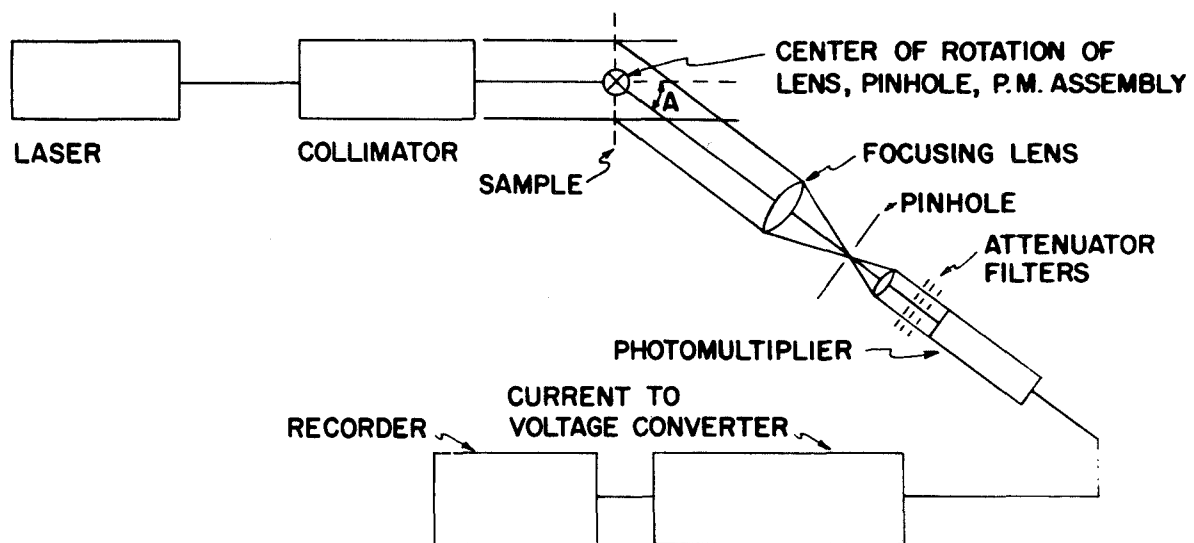 CENTER OF ROTATION OF
LENS, PINHOLE, P.M. ASSEMBLY
A
LASER
COLLIMATOR
SAMPLE
FOCUSING LENS
PINHOLE
ATTENUATOR
FILTERS
PHOTOMULTIPLIER
CURRENT TO
VOLTAGE CONVERTER
RECORDER